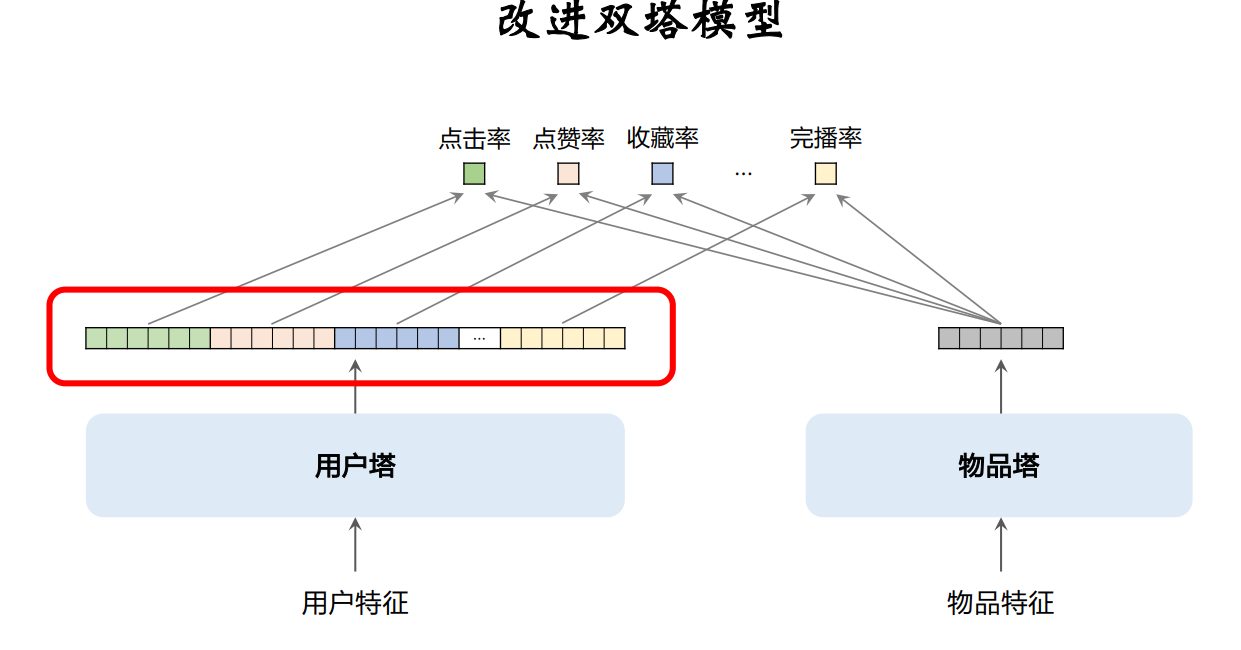 改进双塔模型
点击率 点赞率 收藏率 ... 完播率
...
用户塔 物品塔
用户特征 物品特征